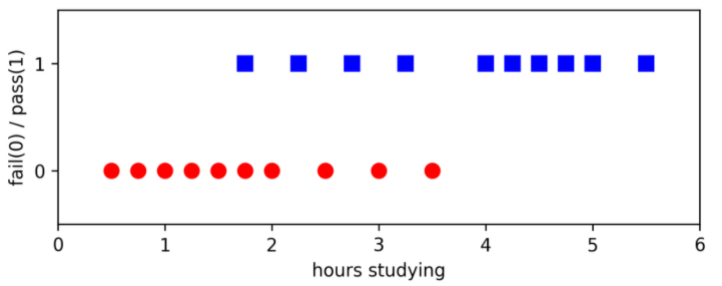 fail(0) / pass(1)
1
0
0 1 2 3 4 5 6
hours studying